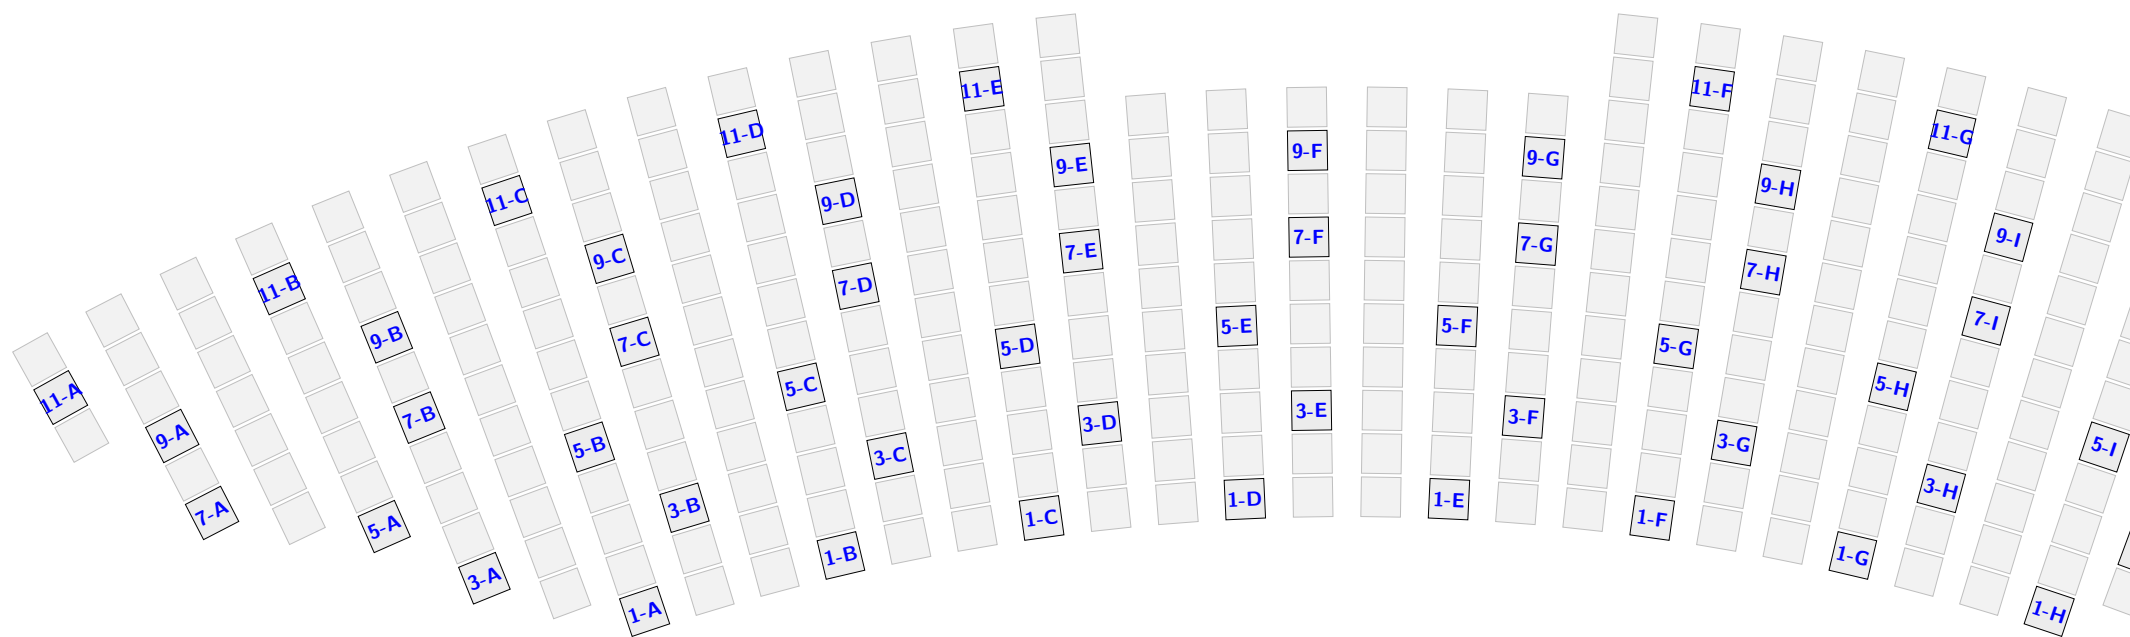 11-E
11-F
11-D
11-G
9-F
9-G
9-E
9-H
11-C
9-D
7-F
9-I
7-G
7-E
9-C
7-H
11-B
7-D
7-I
5-E
5-F
9-B
7-C
5-D
5-G
5-C
5-H
11-A
3-E
7-B
3-F
3-D
9-A
3-G
5-B
5-I
3-C
3-H
1-D
1-E
3-B
7-A
1-C
1-F
5-A
1-B
1-G
3-A
1-A
1-H